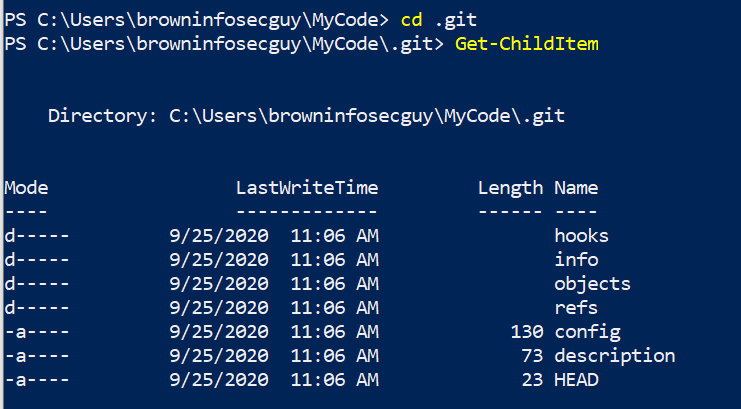 PS C:\Users\browninfosecguy\MyCode> cd .git
PS C:\Users\browninfosecguy\MyCode\.git> Get-ChildItem
Directory: C:\Users\browninfosecguy\MyCode\.git
Mode LastWriteTime Length Name
---- ------------- ------ ----
d----- 9/25/2020 11:06 AM hooks
d----- 9/25/2020 11:06 AM info
d----- 9/25/2020 11:06 AM objects
d----- 9/25/2020 11:06 AM refs
-a---- 9/25/2020 11:06 AM 130 config
-a---- 9/25/2020 11:06 AM 73 description
-a---- 9/25/2020 11:06 AM 23 HEAD